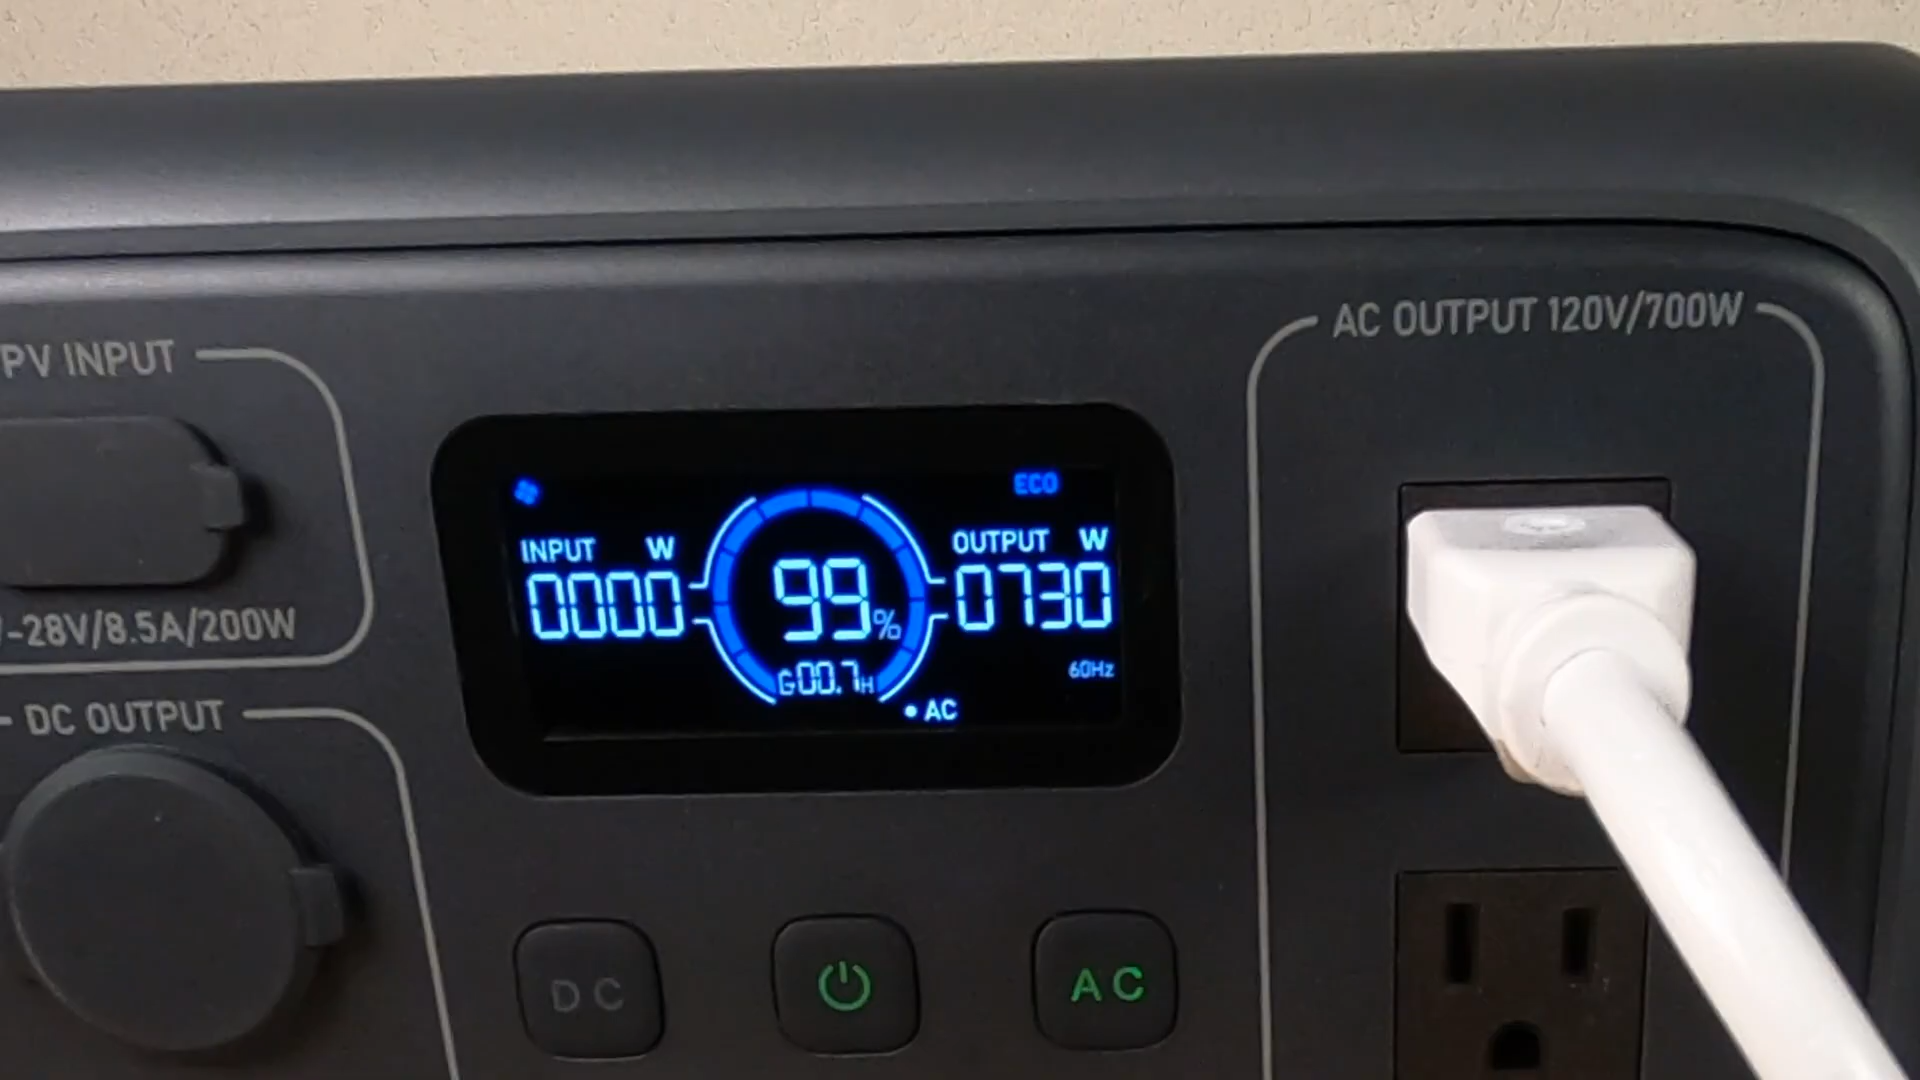 AC OUTPUT 120V/700W
PV INPUT
-28V/8.5A/200W
DC OUTPUT
ECO
INPUT W
0000
99%
00.7H
OUTPUT W
0730
60Hz
• AC
DC
AC